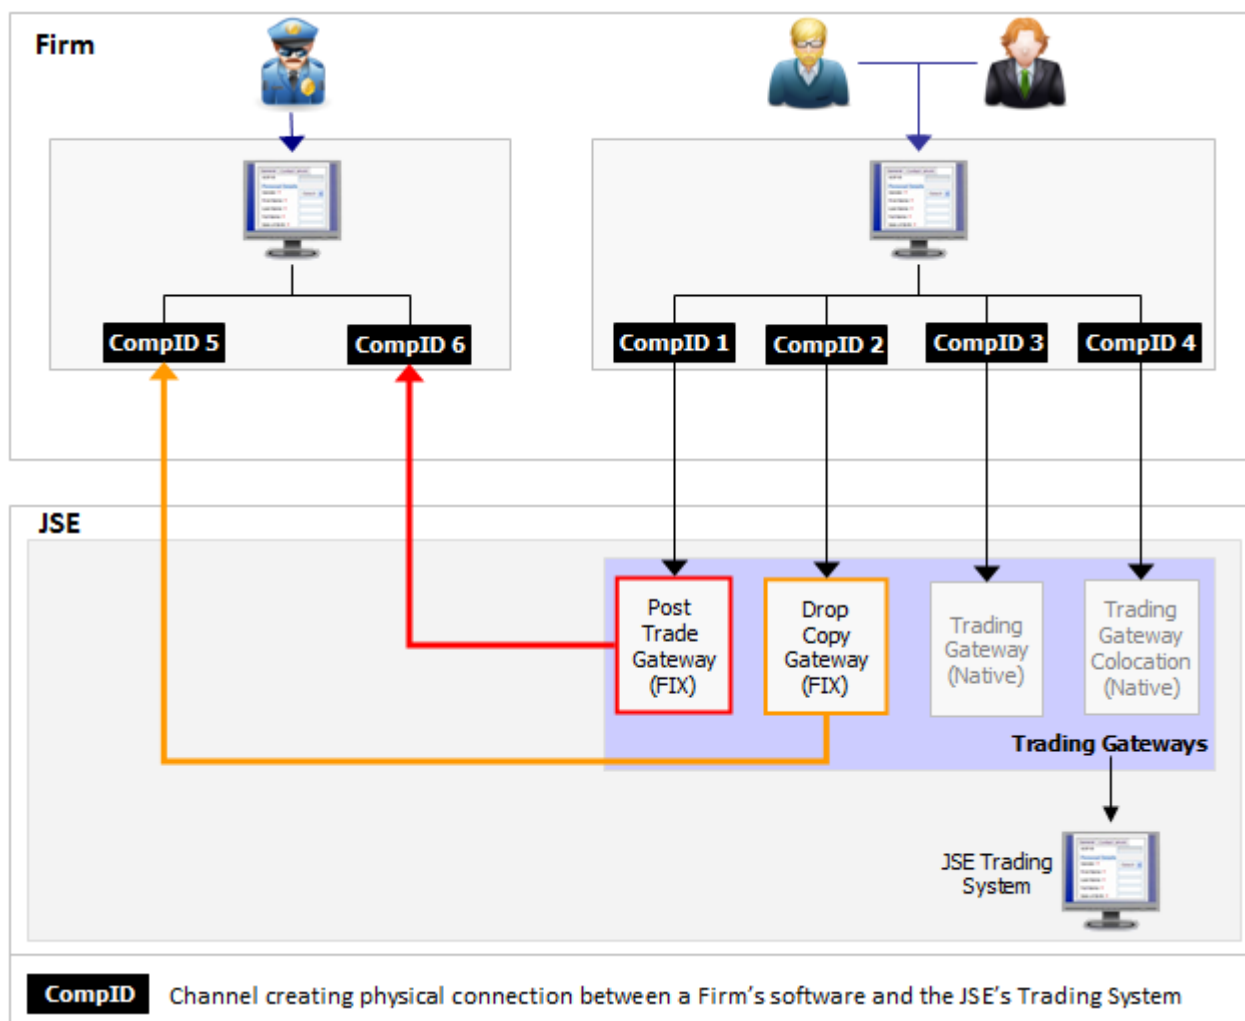 Firm
CompID 5
CompID 6
CompID 1
CompID 2
CompID 3
CompID 4
JSE
Post
Trade
Gateway
(FIX)
Drop
Copy
Gateway
(FIX)
Trading
Gateway
(Native)
Trading
Gateway
Colocation
(Native)
Trading Gateways
JSE Trading
System
CompID Channel creating physical connection between a Firm's software and the JSE's Trading System